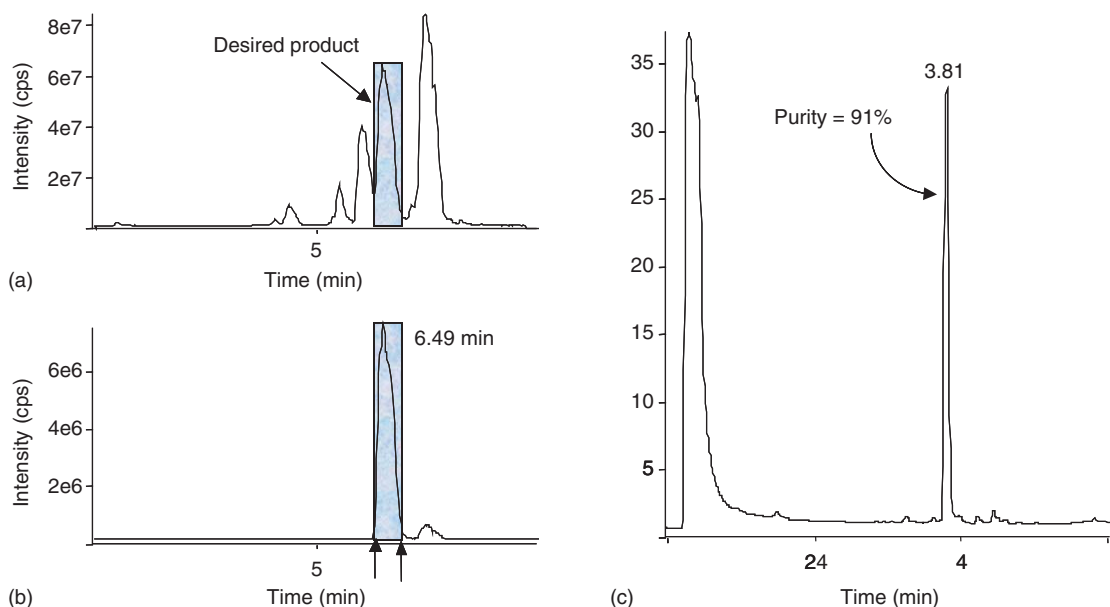 8e7
6e7
4e7
2e7
Intensity (cps)
Desired product
5
Time (min)
(a)
6e6
4e6
2e6
Intensity (cps)
6.49 min
5
Time (min)
(b)
35
30
25
20
15
10
5
3.81
Purity = 91%
24
4
Time (min)
(c)